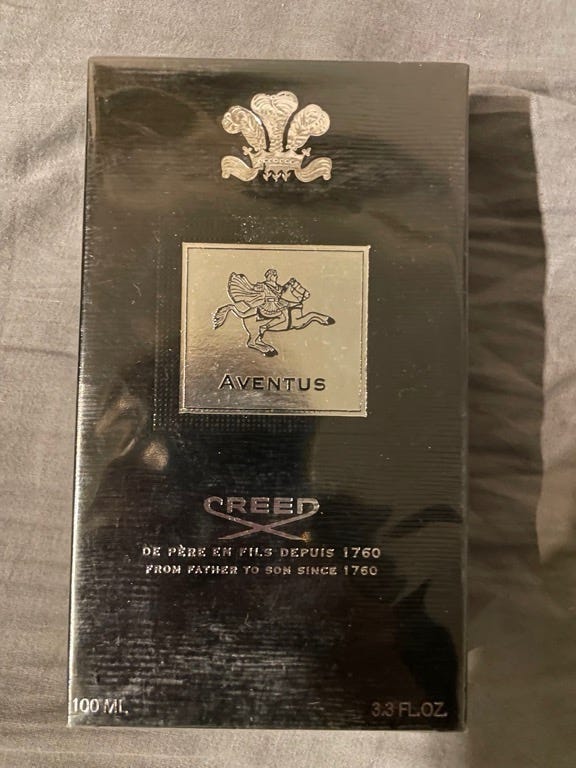 AVENTUS
CREED
DE PÈRE EN FILS DEPUIS 1760
FROM FATHER TO SON SINCE 1760
100 ML 3.3 FL.OZ.